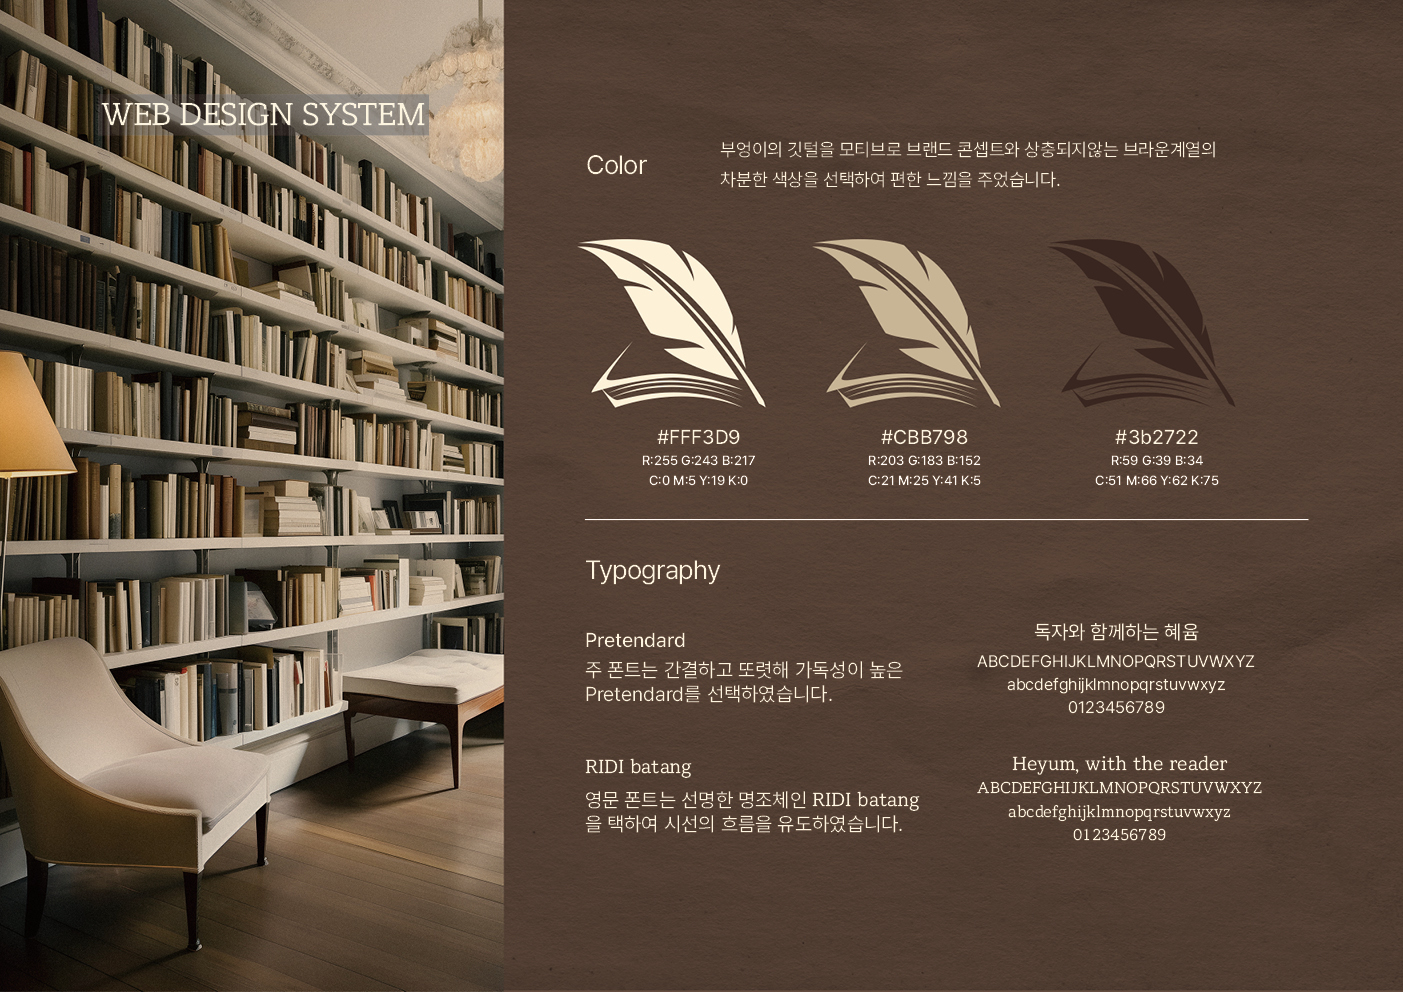 WEB DESIGN SYSTEM
Color
부엉이의 깃털을 모티브로 브랜드 콘셉트와 상충되지않는 브라운계열의
차분한 색상을 선택하여 편한 느낌을 주었습니다.
#FFF3D9
R:255 G:243 B:217
C:0 M:5 Y:19 K:0
#CBB798
R:203 G:183 B:152
C:21 M:25 Y:41 K:5
#3b2722
R:59 G:39 B:34
C:51 M:66 Y:62 K:75
Typography
Pretendard
주 폰트는 간결하고 또렷해 가독성이 높은
Pretendard를 선택하였습니다.
독자와 함께하는 혜윰
ABCDEFGHIJKLMNOPQRSTUVWXYZ
abcdefghijklmnopqrstuvwxyz
0123456789
RIDI batang
영문 폰트는 선명한 명조체인 RIDI batang
을 택하여 시선의 흐름을 유도하였습니다.
Heyum, with the reader
ABCDEFGHIJKLMNOPQRSTUVWXYZ
abcdefghijklmnopqrstuvwxyz
0123456789